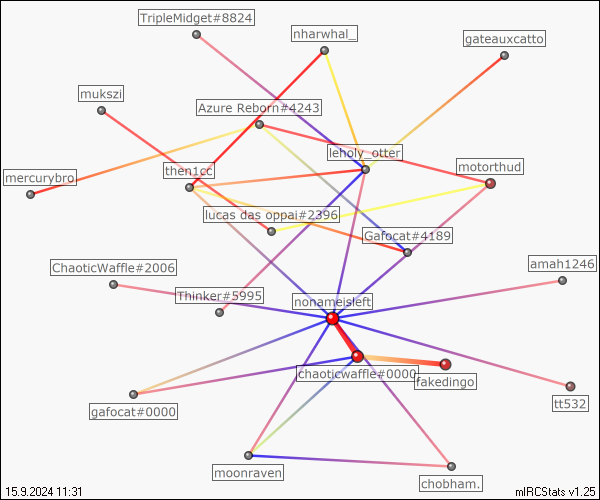 TripleMidget#8824
nharwhal_
gateauxcatto
mukszi
Azure Reborn#4243
leholy_otter
motorthud
mercurybro
then1cc
lucas das oppai#2396
Gafocat#4189
ChaoticWaffle#2006
amah1246
Thinker#5995
nonameisleft
chaoticwaffle#0000
fakedingo
gafocat#0000
tt532
moonraven
chobham.
15.9.2024 11:31
mIRCStats v1.25